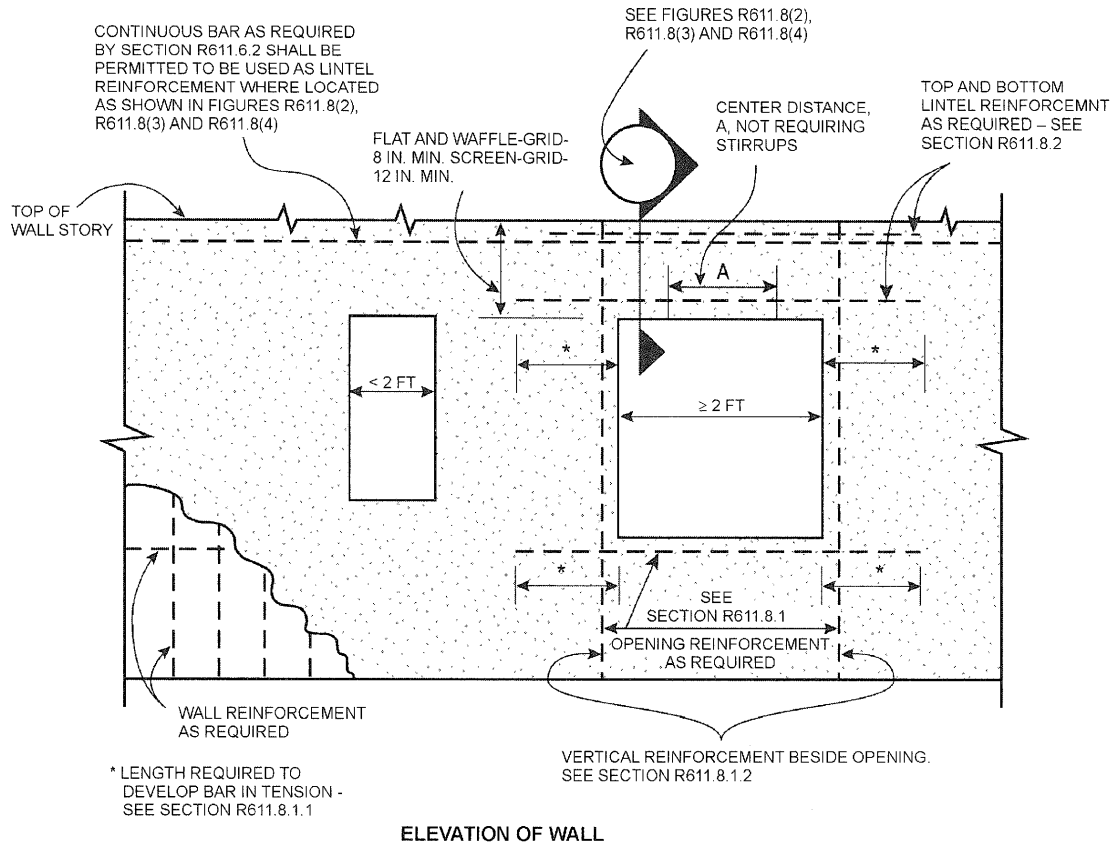 CONTINUOUS BAR AS REQUIRED
BY SECTION R611.6.2 SHALL BE
PERMITTED TO BE USED AS LINTEL
REINFORCEMENT WHERE LOCATED
AS SHOWN IN FIGURES R611.8(2),
R611.8(3) AND R611.8(4)
SEE FIGURES R611.8(2),
R611.8(3) AND R611.8(4)
FLAT AND WAFFLE-GRID-
8 IN. MIN. SCREEN-GRID-
12 IN. MIN.
CENTER DISTANCE,
A, NOT REQUIRING
STIRRUPS
TOP AND BOTTOM
LINTEL REINFORCEMNT
AS REQUIRED – SEE
SECTION R611.8.2
TOP OF
WALL STORY
A
*
*
< 2 FT
≥ 2 FT
*
*
SEE
SECTION R611.8.1
OPENING REINFORCEMENT
AS REQUIRED
WALL REINFORCEMENT
AS REQUIRED
VERTICAL REINFORCEMENT BESIDE OPENING.
SEE SECTION R611.8.1.2
* LENGTH REQUIRED TO
DEVELOP BAR IN TENSION -
SEE SECTION R611.8.1.1
ELEVATION OF WALL